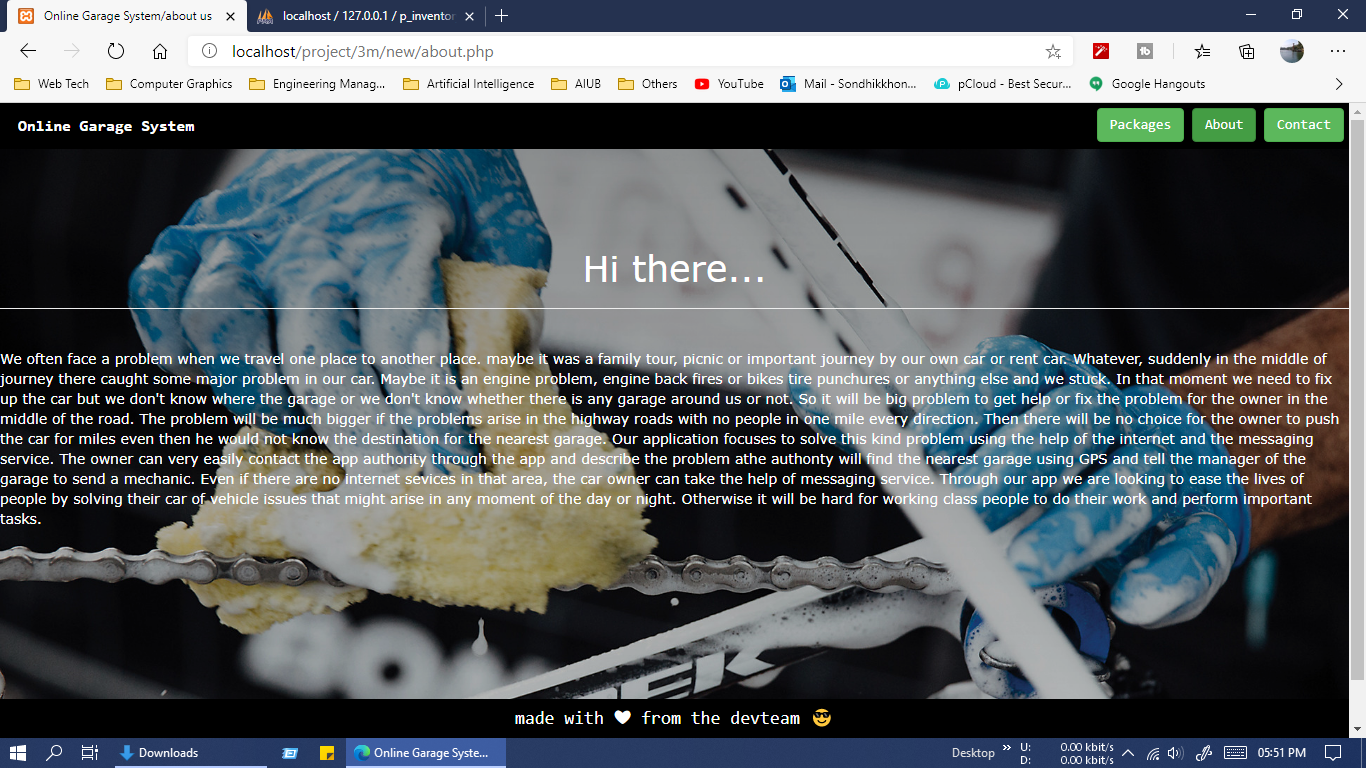 Online Garage System/about us
localhost / 127.0.0.1 / p_inventor
localhost/project/3m/new/about.php
Web Tech
Computer Graphics
Engineering Manag...
Artificial Intelligence
AIUB
Others
YouTube
Mail - Sondhikkhon...
pCloud - Best Secur...
Google Hangouts
Online Garage System
Packages
About
Contact
Hi there...
We often face a problem when we travel one place to another place. maybe it was a family tour, picnic or important journey by our own car or rent car. Whatever, suddenly in the middle of
journey there caught some major problem in our car. Maybe it is an engine problem, engine back fires or bikes tire punchures or anything else and we stuck. In that moment we need to fix
up the car but we don't know where the garage or we don't know whether there is any garage around us or not. So it will be big problem to get help or fix the problem for the owner in the
middle of the road. The problem will be much bigger if the problems arise in the highway roads with no people in one mile every direction. Then there will be no choice for the owner to push
the car for miles even then he would not know the destination for the nearest garage. Our application focuses to solve this kind problem using the help of the internet and the messaging
service. The owner can very easily contact the app authority through the app and describe the problem athe authonty will find the nearest garage using GPS and tell the manager of the
garage to send a mechanic. Even if there are no internet sevices in that area, the car owner can take the help of messaging service. Through our app we are looking to ease the lives of
people by solving their car of vehicle issues that might arise in any moment of the day or night. Otherwise it will be hard for working class people to do their work and perform important
tasks.
made with 🤍 from the devteam 😎
Downloads
Online Garage Syste...
Desktop
U: 0.00 kbit/s
D: 0.00 kbit/s
05:51 PM